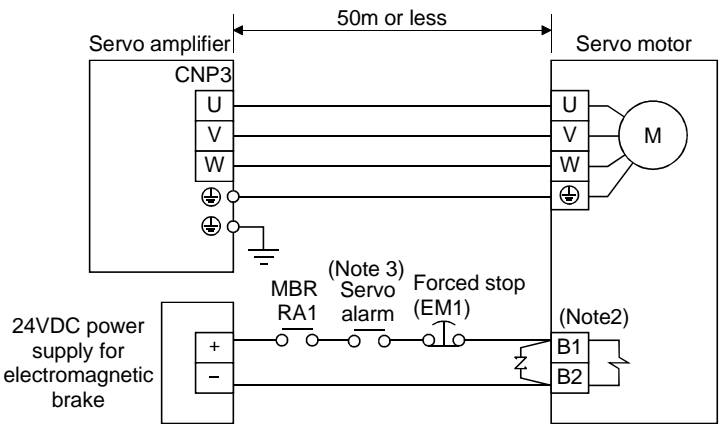 50m or less
Servo amplifier
Servo motor
CNP3
U
U
V
V
M
W
W
(Note 3)
MBR
RA1
Servo
alarm
Forced stop
(EM1)
(Note2)
24VDC power
supply for
electromagnetic
brake
+
−
B1
B2